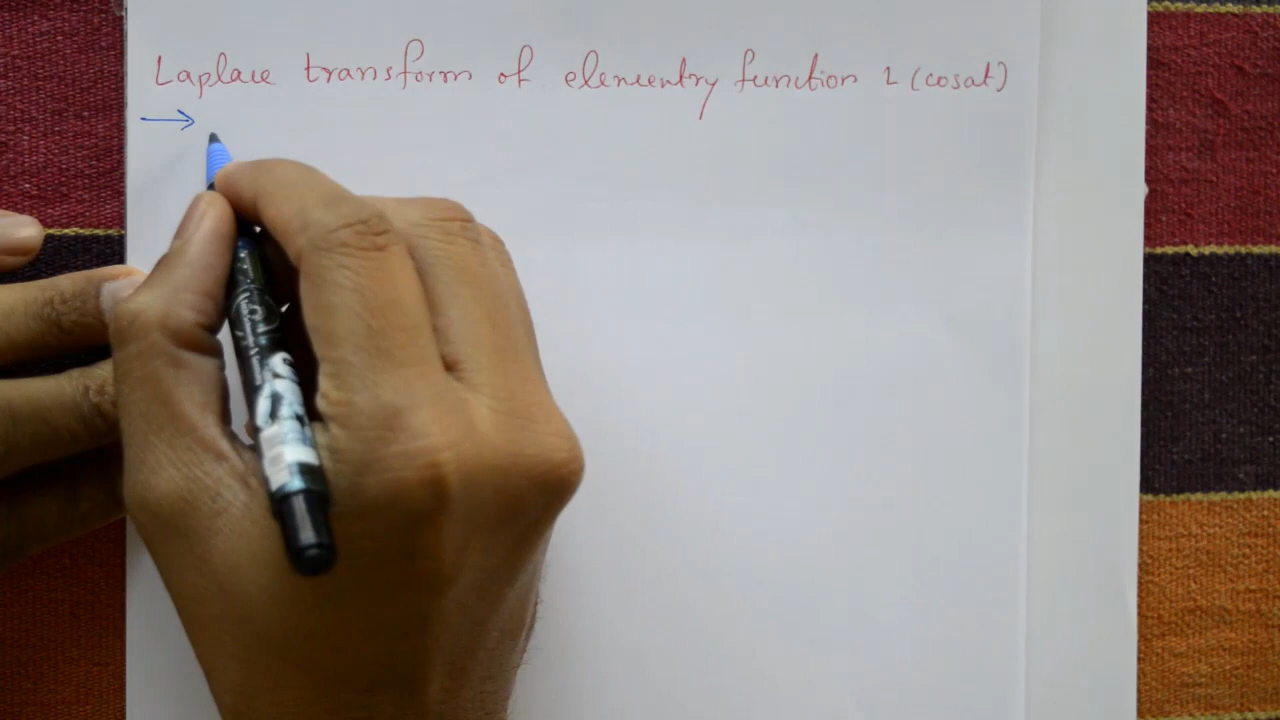 Laplace transform of elementry function L (cosat)
→